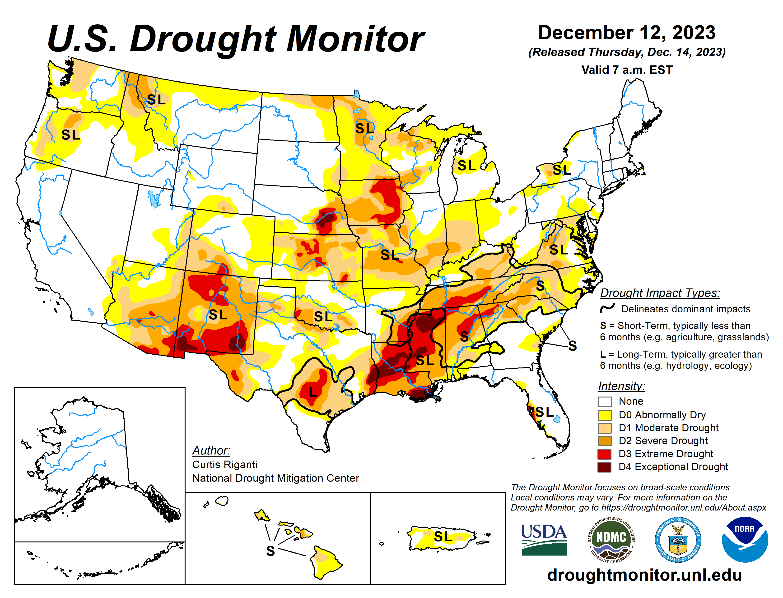 U.S. Drought Monitor
December 12, 2023
(Released Thursday, Dec. 14, 2023)
Valid 7 a.m. EST
SL
SL
SL
SL
SL
SL
SL
S
SL
SL
S
SL
S
L
SL
Drought Impact Types:
Delineates dominant impacts
S = Short-Term, typically less than
6 months (e.g. agriculture, grasslands)
L = Long-Term, typically greater than
6 months (e.g. hydrology, ecology)
Intensity:
None
D0 Abnormally Dry
D1 Moderate Drought
D2 Severe Drought
D3 Extreme Drought
D4 Exceptional Drought
Author:
Curtis Riganti
National Drought Mitigation Center
S
SL
The Drought Monitor focuses on broad-scale conditions.
Local conditions may vary. For more information on the
Drought Monitor, go to https://droughtmonitor.unl.edu/About.aspx
USDA
NDMC
NOAA
droughtmonitor.unl.edu